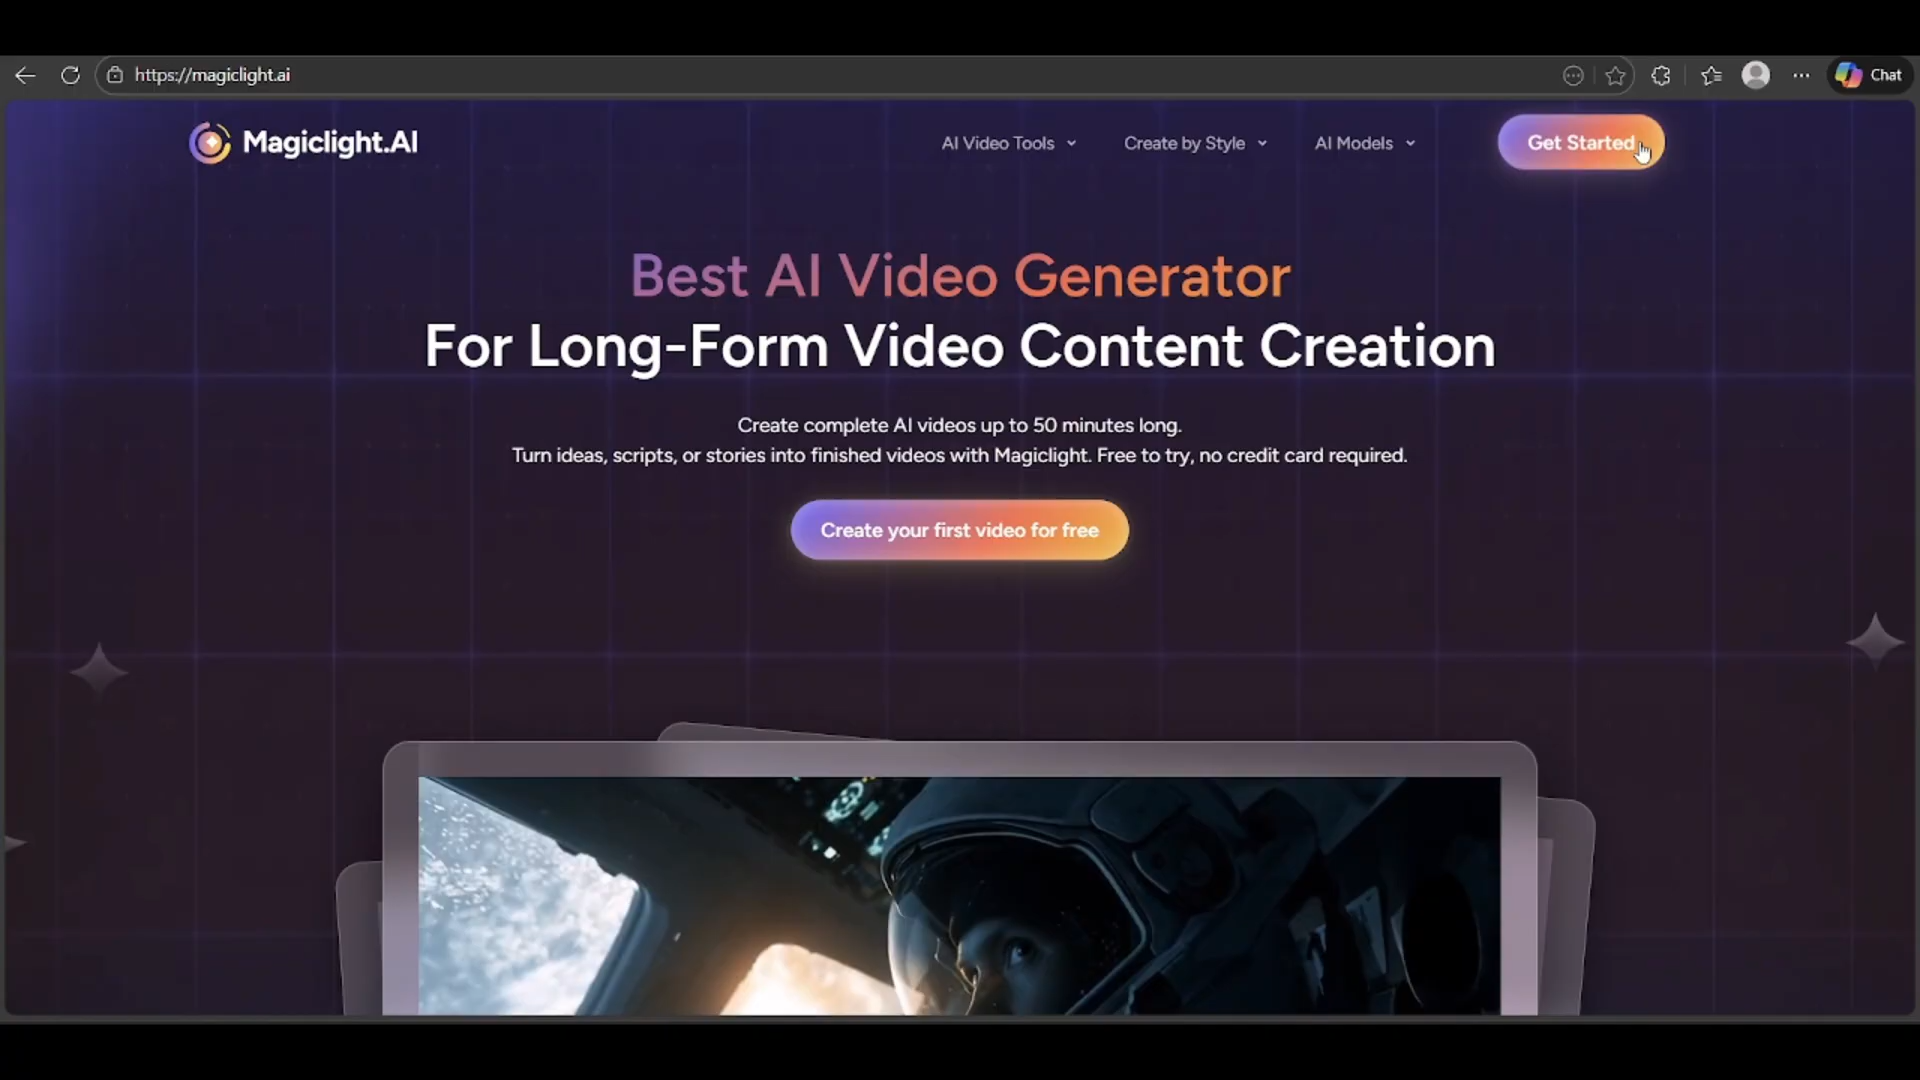 https://magiclight.ai
Chat
Magiclight.AI
AI Video Tools
Create by Style
AI Models
Get Started
Best AI Video Generator
For Long-Form Video Content Creation
Create complete AI videos up to 50 minutes long.
Turn ideas, scripts, or stories into finished videos with Magiclight. Free to try, no credit card required.
Create your first video for free